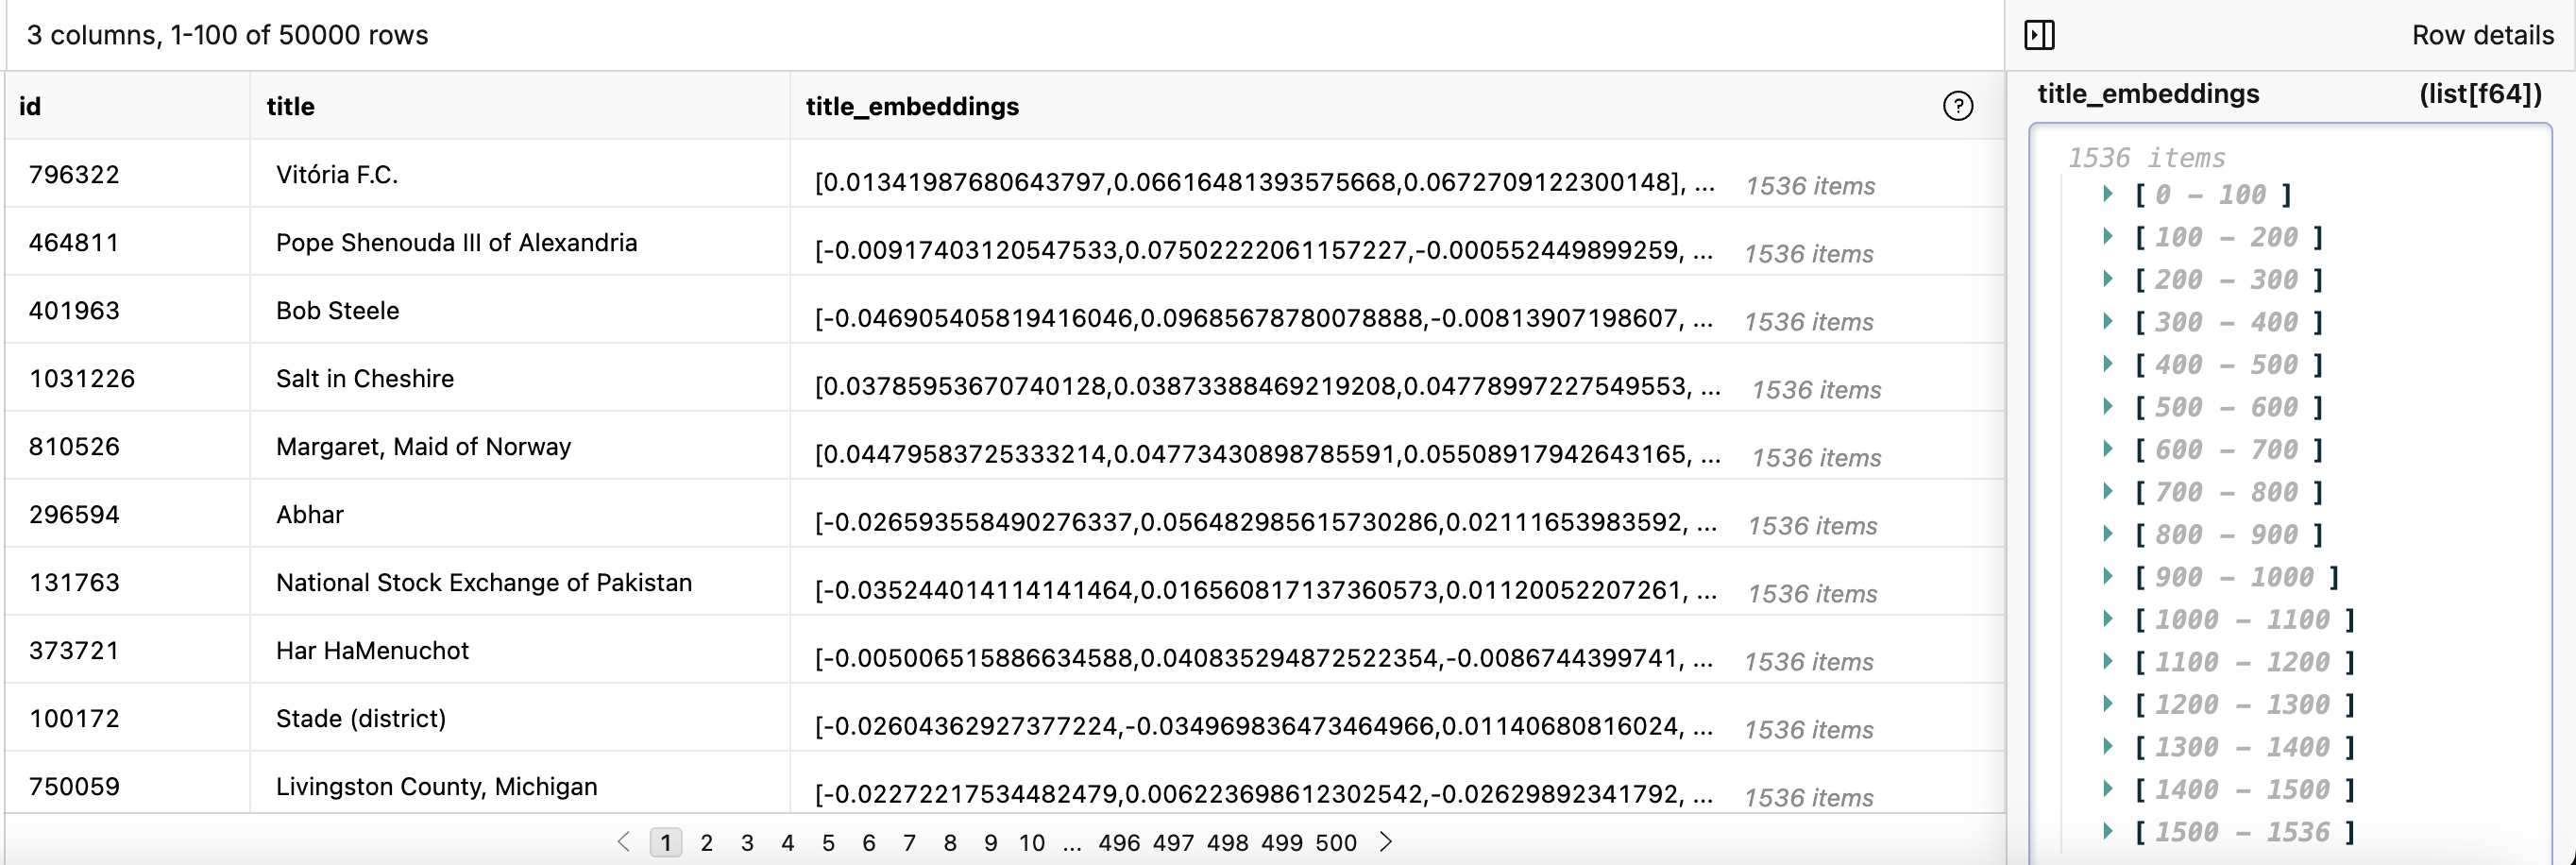 3 columns, 1-100 of 50000 rows
Row details
id title title_embeddings ?
796322 Vitória F.C. [0.01341987680643797,0.06616481393575668,0.0672709122300148], ... 1536 items
464811 Pope Shenouda III of Alexandria [-0.00917403120547533,0.07502222061157227,-0.000552449899259, ... 1536 items
401963 Bob Steele [-0.046905405819416046,0.09685678780078888,-0.00813907198607, ... 1536 items
1031226 Salt in Cheshire [0.03785953670740128,0.03873388469219208,0.04778997227549553, ... 1536 items
810526 Margaret, Maid of Norway [0.04479583725333214,0.04773430898785591,0.05508917942643165, ... 1536 items
296594 Abhar [-0.026593558490276337,0.056482985615730286,0.02111653983592, ... 1536 items
131763 National Stock Exchange of Pakistan [-0.035244014114141464,0.016560817137360573,0.01120052207261, ... 1536 items
373721 Har HaMenuchot [-0.005006515886634588,0.040835294872522354,-0.0086744399741, ... 1536 items
100172 Stade (district) [-0.02604362927377224,-0.034969836473464966,0.01140680816024, ... 1536 items
750059 Livingston County, Michigan [-0.02272217534482479,0.006223698612302542,-0.02629892341792, ... 1536 items
1 2 3 4 5 6 7 8 9 10 ... 496 497 498 499 500
title_embeddings (list[f64])
1536 items
[ 0 – 100 ]
[ 100 – 200 ]
[ 200 – 300 ]
[ 300 – 400 ]
[ 400 – 500 ]
[ 500 – 600 ]
[ 600 – 700 ]
[ 700 – 800 ]
[ 800 – 900 ]
[ 900 – 1000 ]
[ 1000 – 1100 ]
[ 1100 – 1200 ]
[ 1200 – 1300 ]
[ 1300 – 1400 ]
[ 1400 – 1500 ]
[ 1500 – 1536 ]